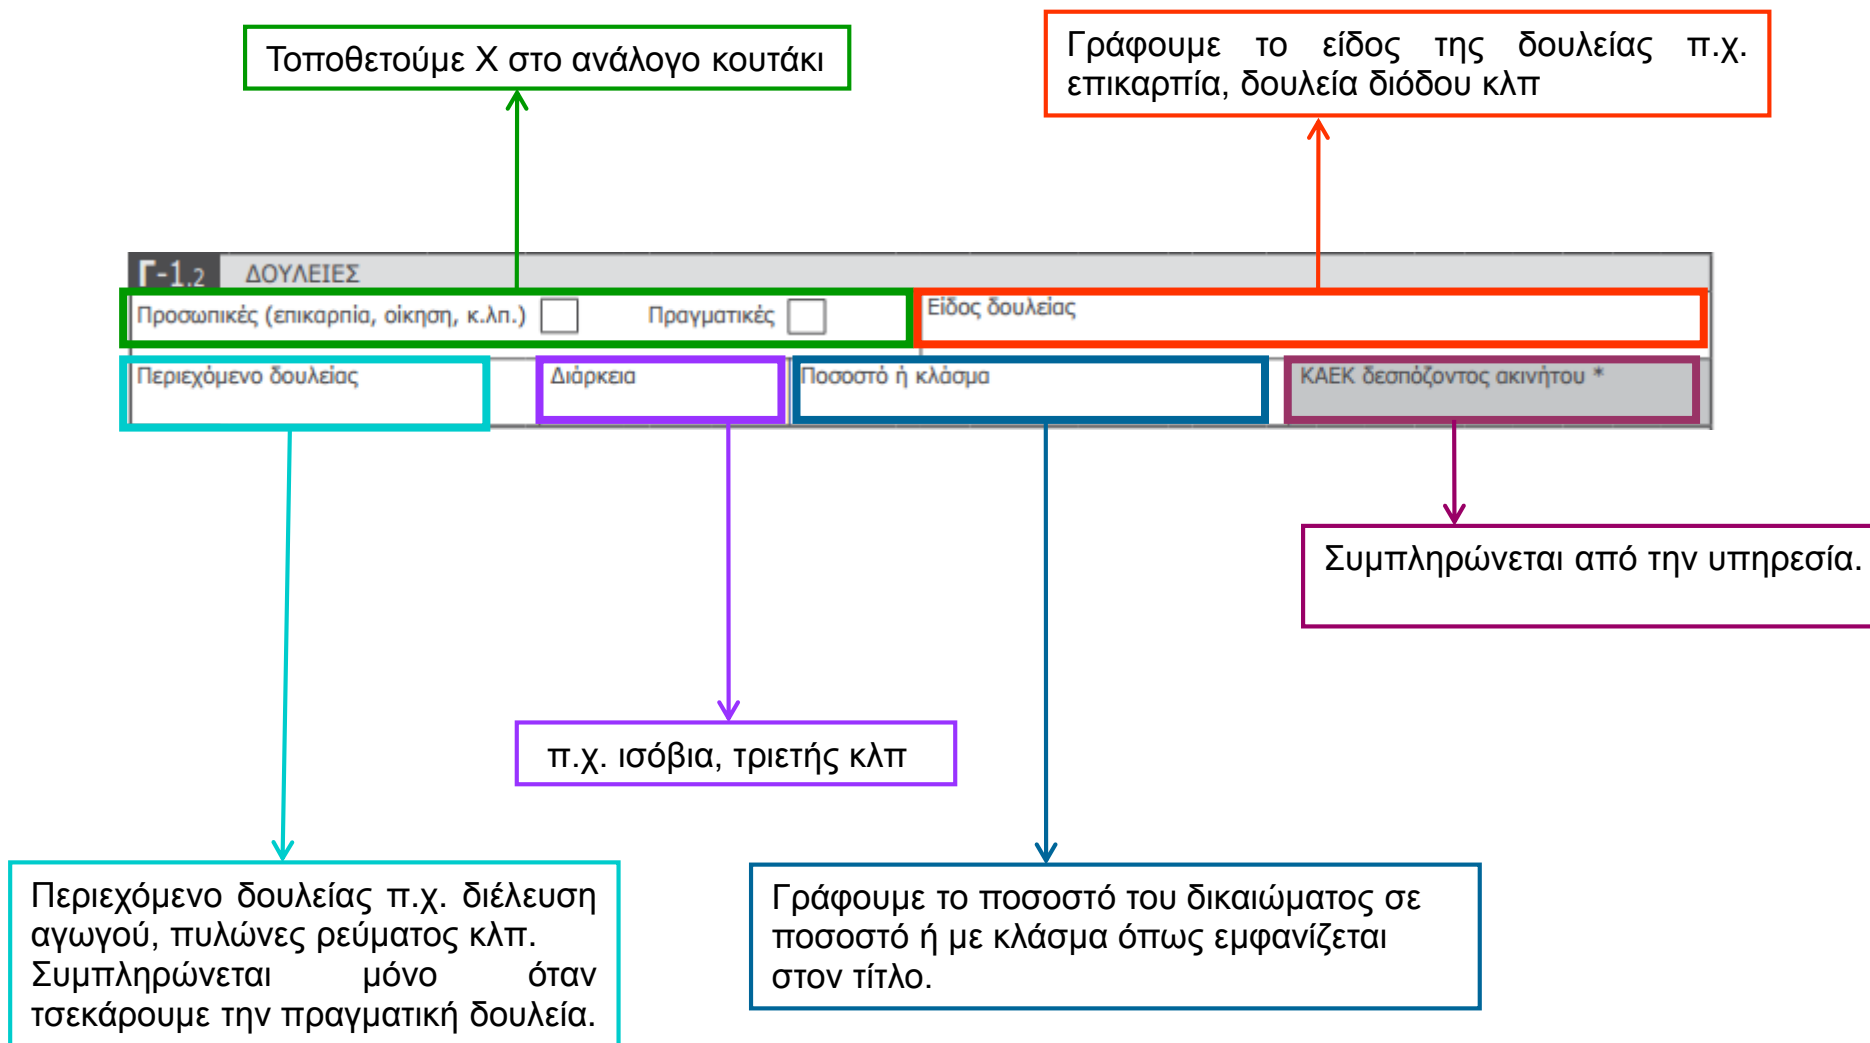 Τοποθετούμε Χ στο ανάλογο κουτάκι
Γράφουμε το είδος της δουλείας π.χ.
επικαρπία, δουλεία διόδου κλπ
Γ-1.2 ΔΟΥΛΕΙΕΣ
Προσωπικές (επικαρπία, οίκηση, κ.λπ.) Πραγματικές Είδος δουλείας
Περιεχόμενο δουλείας Διάρκεια Ποσοστό ή κλάσμα ΚΑΕΚ δεσπόζοντος ακινήτου *
Συμπληρώνεται από την υπηρεσία.
π.χ. ισόβια, τριετής κλπ
Περιεχόμενο δουλείας π.χ. διέλευση
αγωγού, πυλώνες ρεύματος κλπ.
Συμπληρώνεται μόνο όταν
τσεκάρουμε την πραγματική δουλεία.
Γράφουμε το ποσοστό του δικαιώματος σε
ποσοστό ή με κλάσμα όπως εμφανίζεται
στον τίτλο.